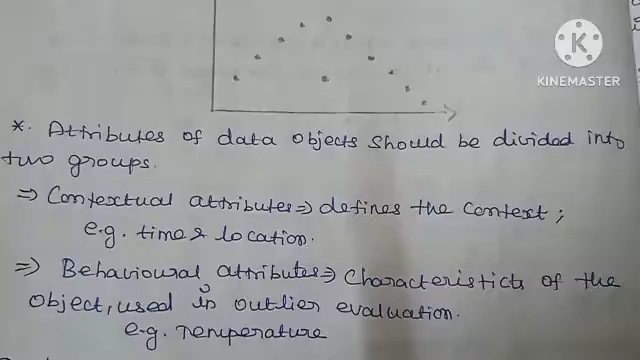 KINEMASTER
*. Attributes of data objects should be divided into
two groups.
⇒ Contextual attributes ⇒ defines the context;
e.g. time & location.
⇒ Behavioural attributes ⇒ characteristicts of the
object, used in outlier evaluation.
e.g. Temperature